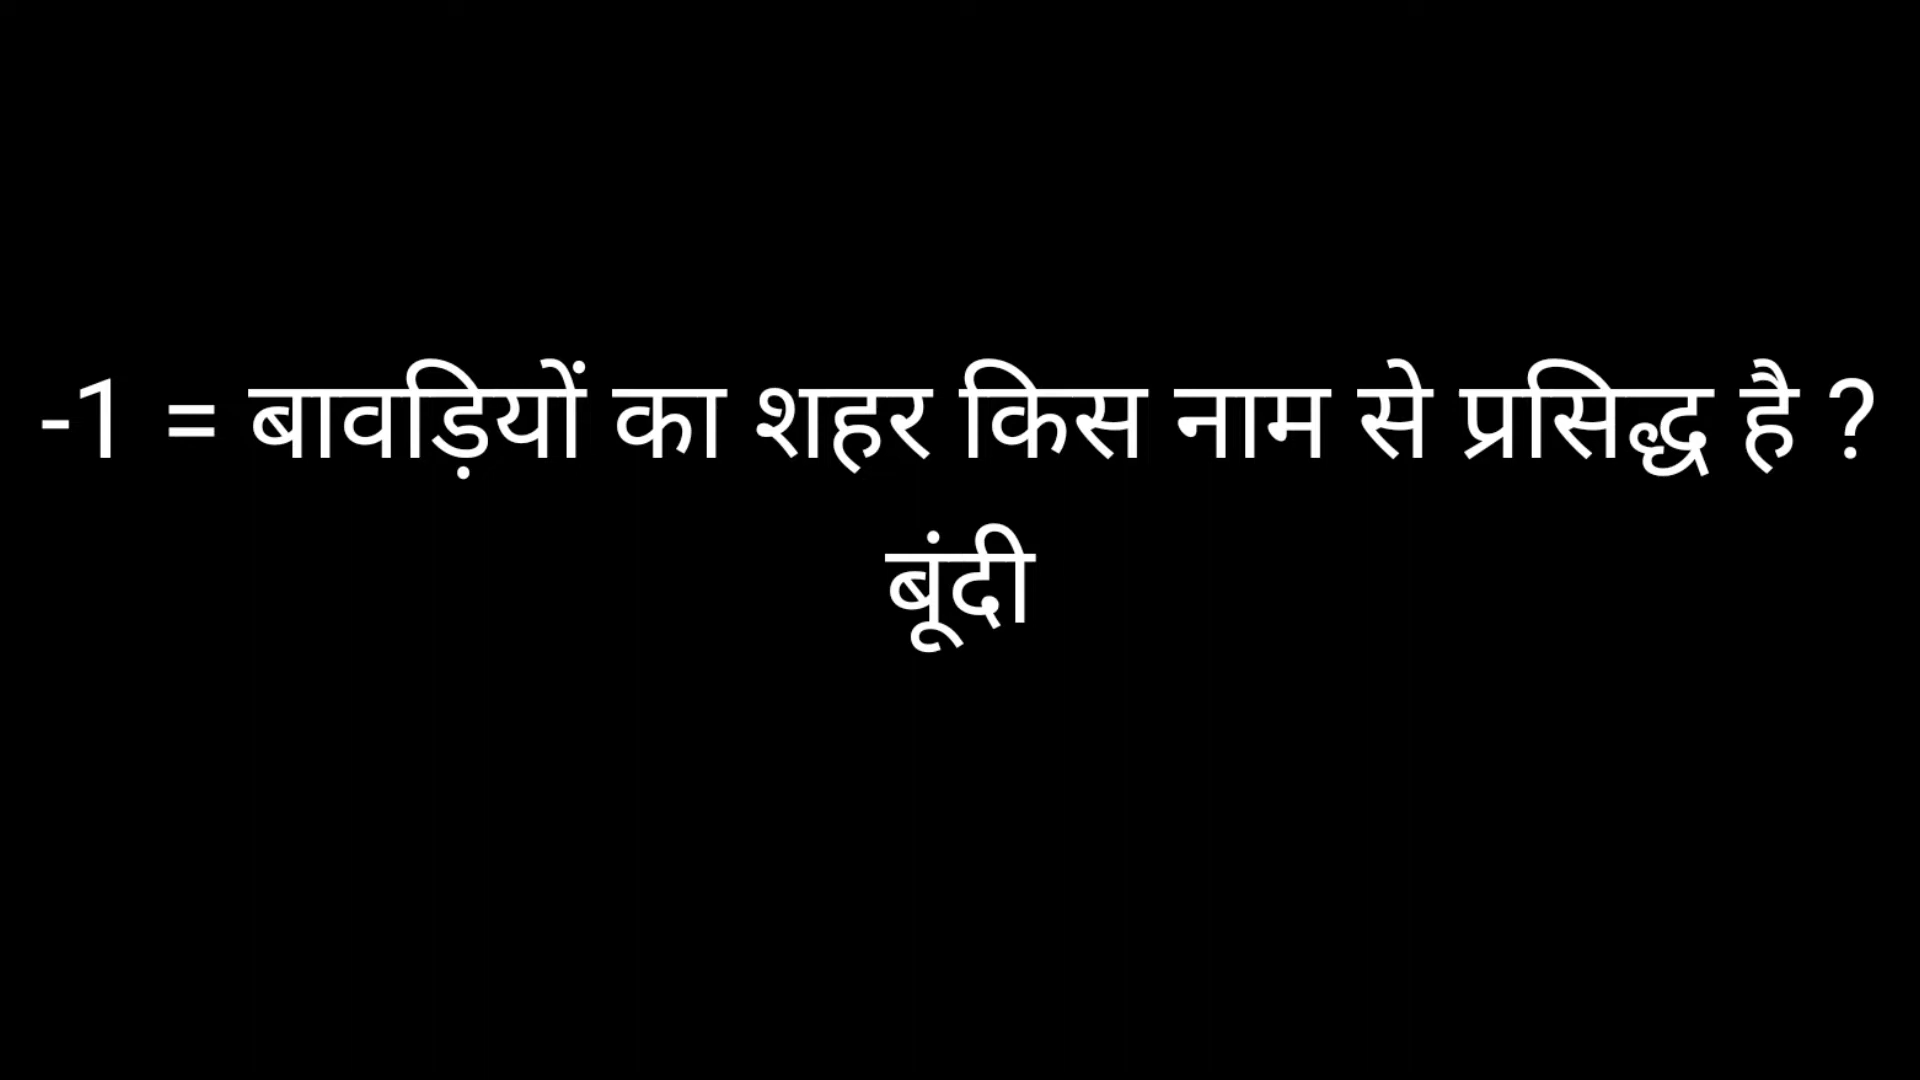 -1 = बावड़ियों का शहर किस नाम से प्रसिद्ध है ?
बूंदी